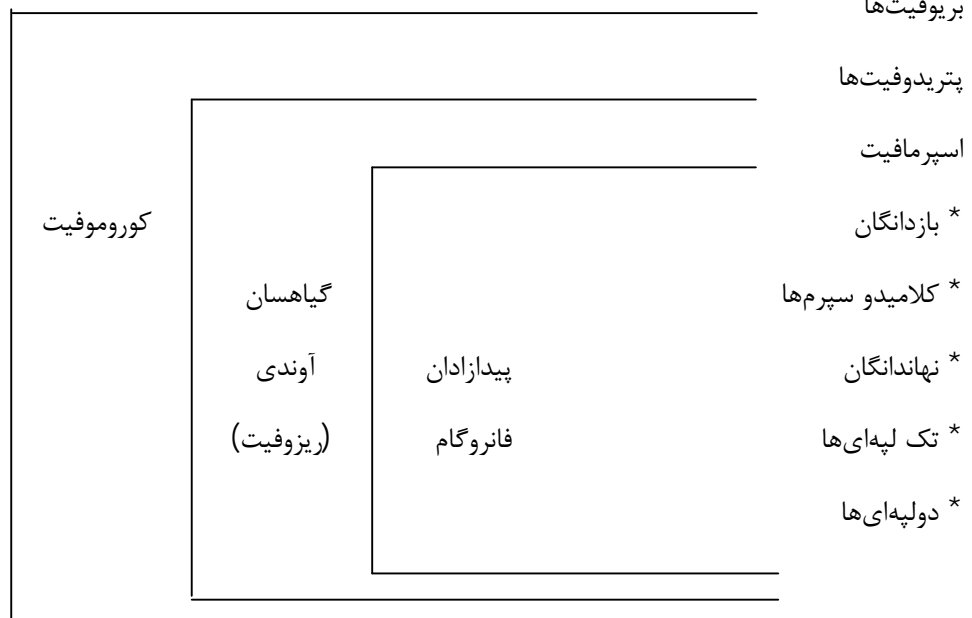 بریوفیت‌ها
پتریدوفیت‌ها
اسپرمافیت
* بازدانگان
کوروموفیت
* کلامیدو سپرم‌ها
گیاهسان
* نهاندانگان
پیدازادان
آوندی
* تک لپه‌ای‌ها
فانروگام
(ریزوفیت)
* دولپه‌ای‌ها